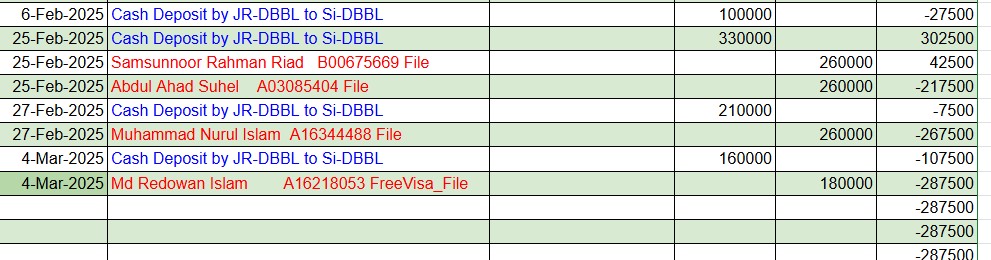 6-Feb-2025 Cash Deposit by JR-DBBL to Si-DBBL 100000 -27500
25-Feb-2025 Cash Deposit by JR-DBBL to Si-DBBL 330000 302500
25-Feb-2025 Samsunnoor Rahman Riad B00675669 File 260000 42500
25-Feb-2025 Abdul Ahad Suhel A03085404 File 260000 -217500
27-Feb-2025 Cash Deposit by JR-DBBL to Si-DBBL 210000 -7500
27-Feb-2025 Muhammad Nurul Islam A16344488 File 260000 -267500
4-Mar-2025 Cash Deposit by JR-DBBL to Si-DBBL 160000 -107500
4-Mar-2025 Md Redowan Islam A16218053 FreeVisa_File 180000 -287500
-287500
-287500
-287500